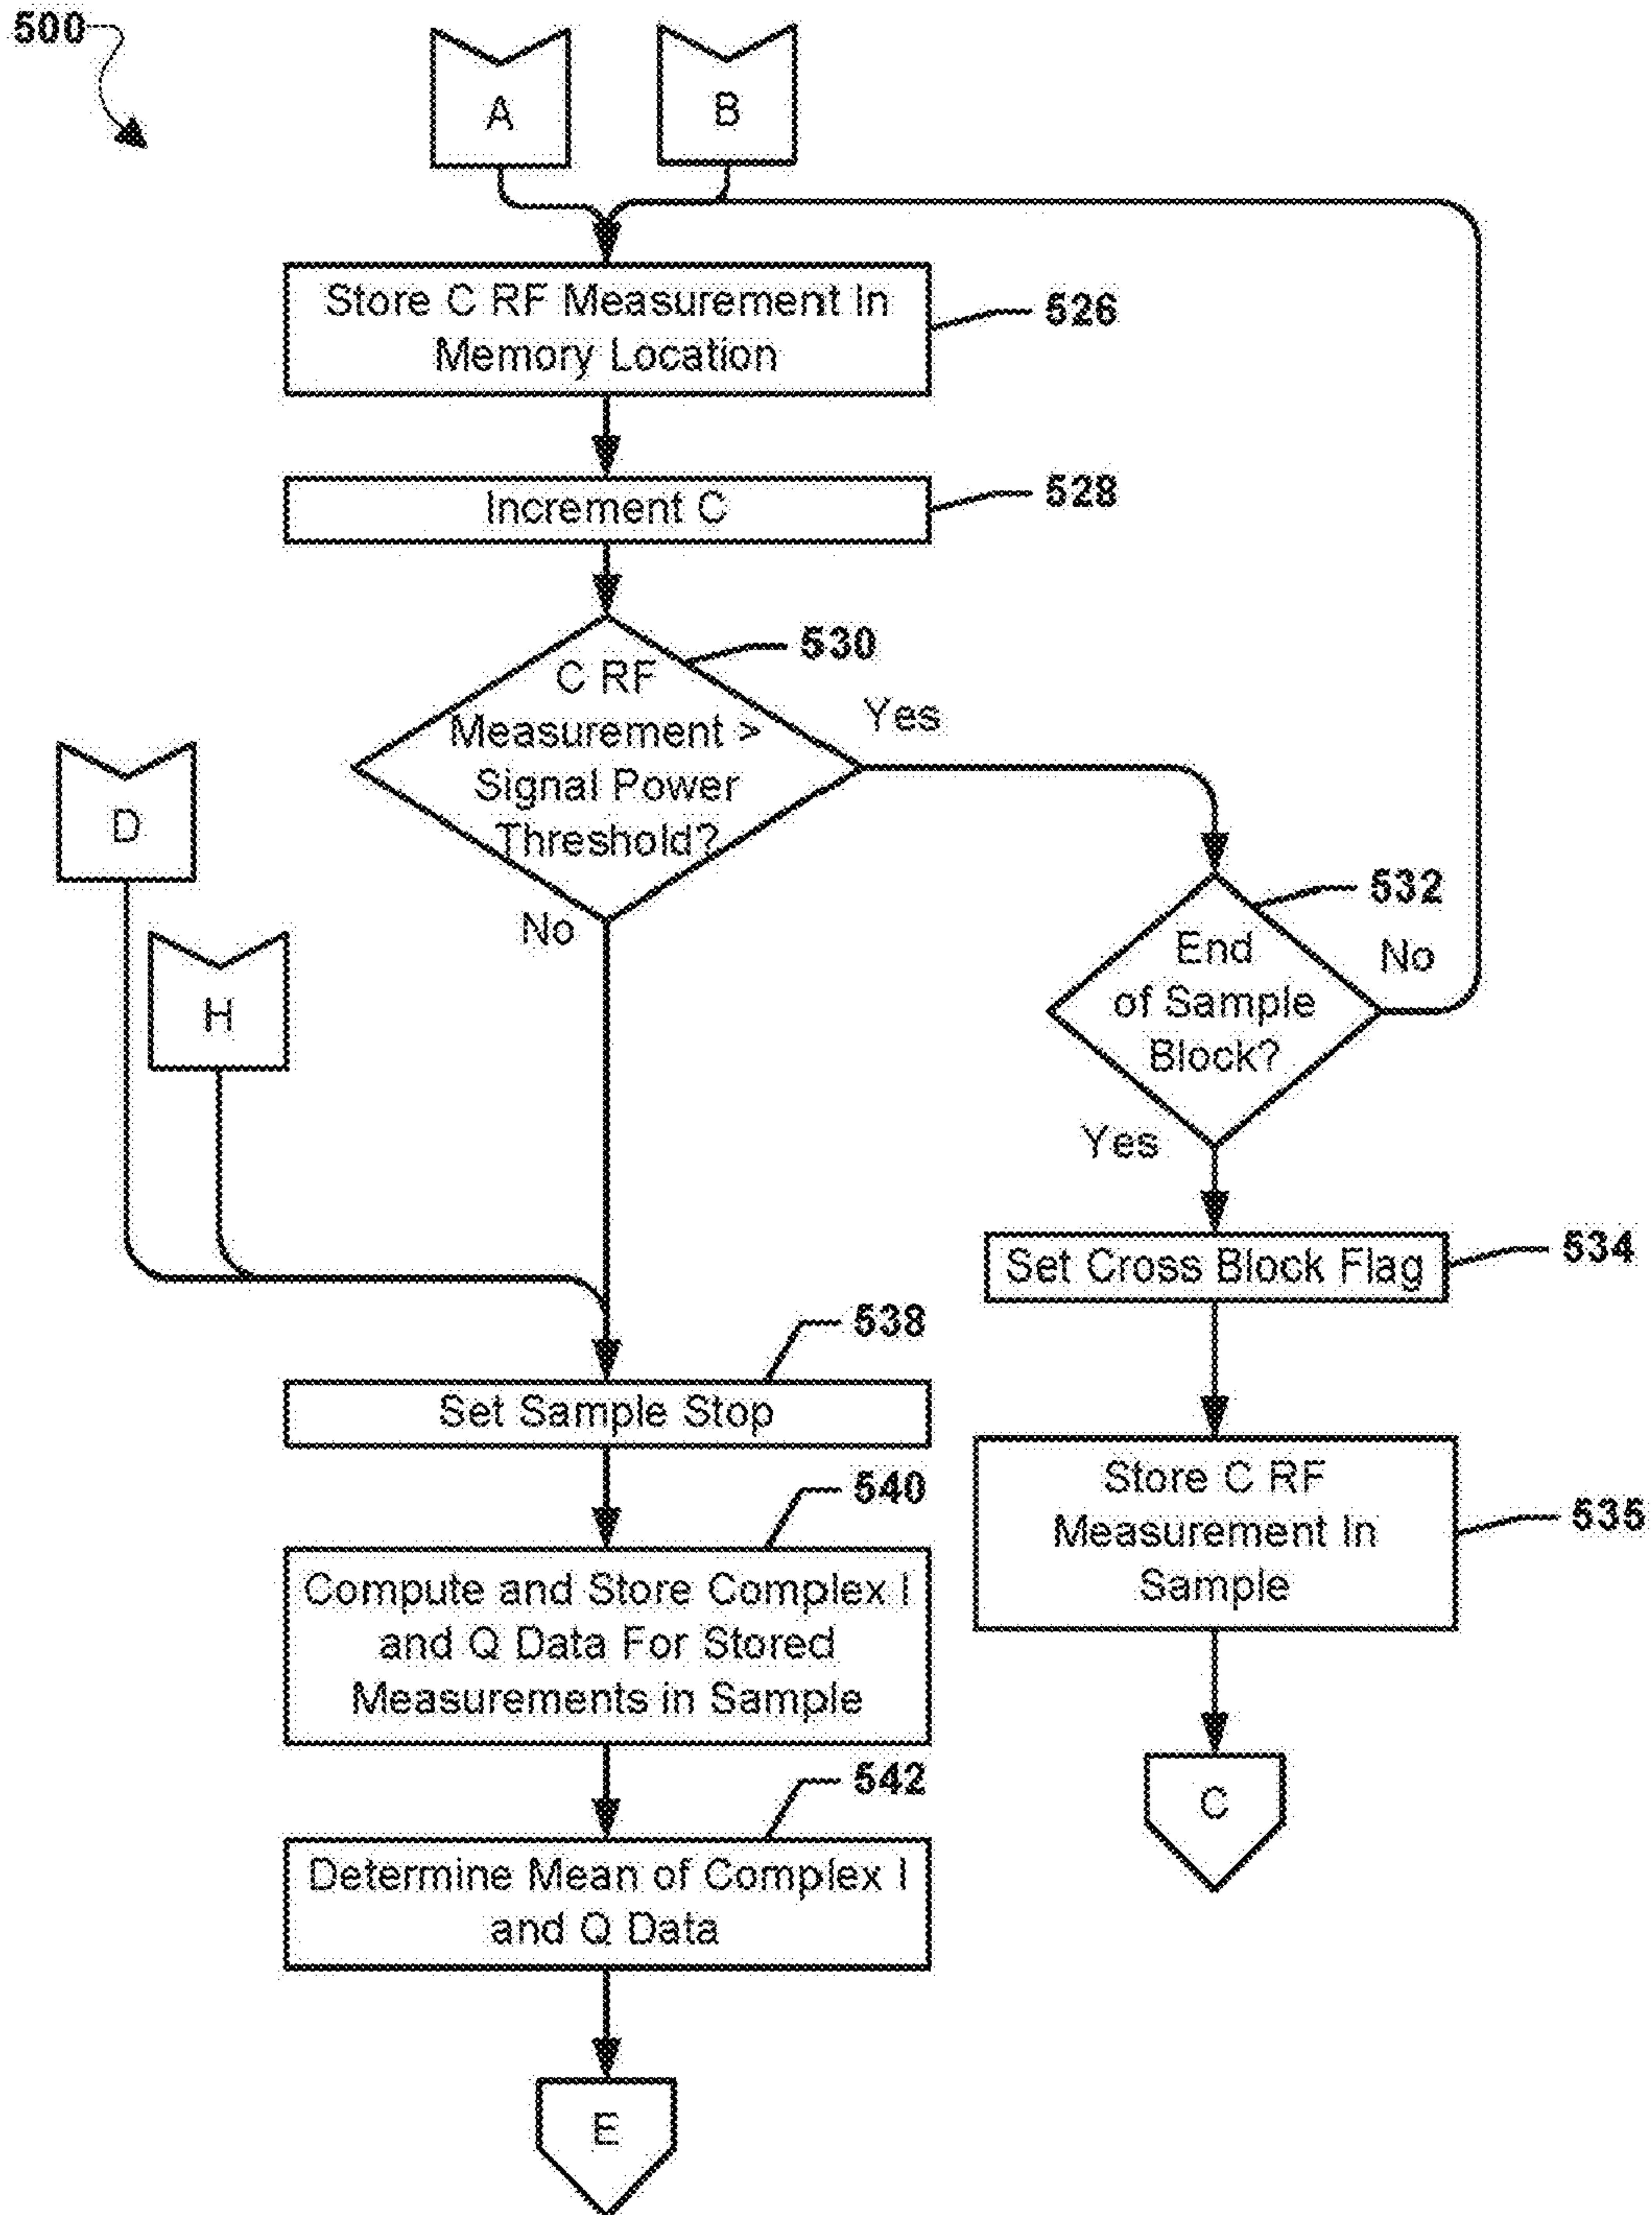 500
A
B
Store C RF Measurement In
Memory Location
526
Increment C
528
530
C RF
Measurement >
Signal Power
Threshold?
Yes
No
D
H
532
End
of Sample
Block?
No
Yes
Set Cross Block Flag
534
538
Set Sample Stop
Store C RF
Measurement In
Sample
535
540
Compute and Store Complex I
and Q Data For Stored
Measurements in Sample
542
Determine Mean of Complex I
and Q Data
C
E